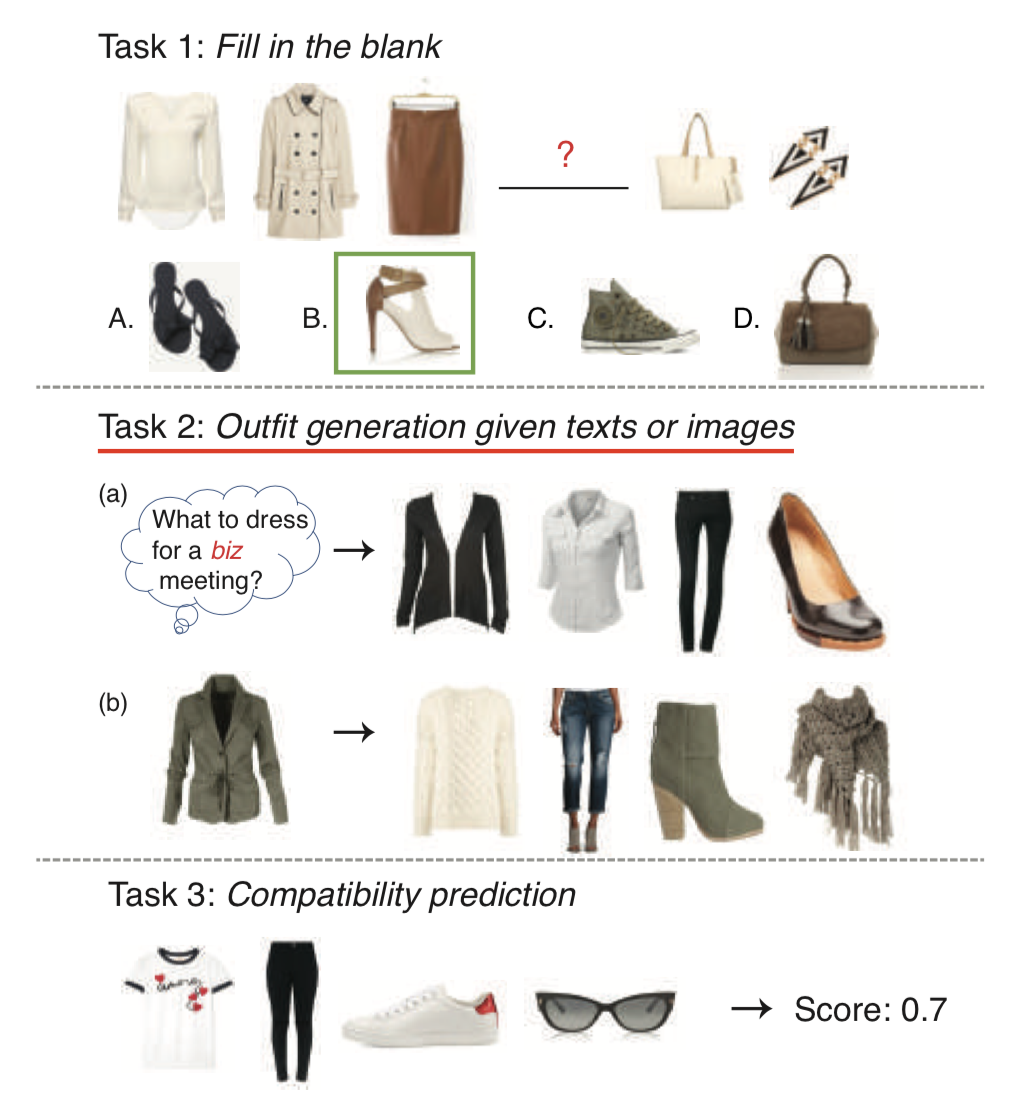 Task 1: Fill in the blank
?
A.
B.
C.
D.
Task 2: Outfit generation given texts or images
(a)
What to dress
for a biz
meeting?
(b)
Task 3: Compatibility prediction
amore
Score: 0.7